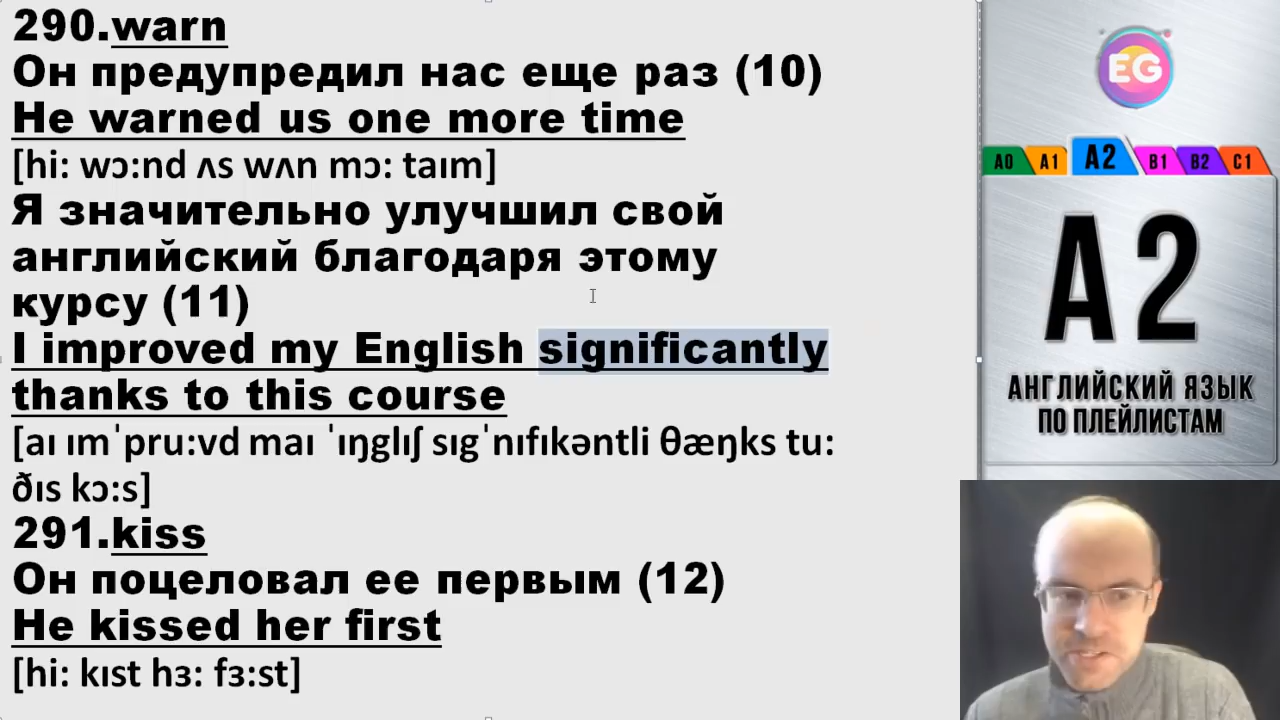 290.warn
Он предупредил нас еще раз (10)
He warned us one more time
[hi: wɔ:nd ʌs wʌn mɔ: taɪm]
Я значительно улучшил свой
английский благодаря этому
курсу (11)
I improved my English significantly
thanks to this course
[aɪ ɪmˈpru:vd maɪ ˈɪŋglɪʃ sɪgˈnɪfɪkəntli θæŋks tu:
ðɪs kɔ:s]
291.kiss
Он поцеловал ее первым (12)
He kissed her first
[hi: kɪst hɜ: fɜ:st]
EG
A0 A1 A2 B1 B2 C1
A2
АНГЛИЙСКИЙ ЯЗЫК
ПО ПЛЕЙЛИСТАМ